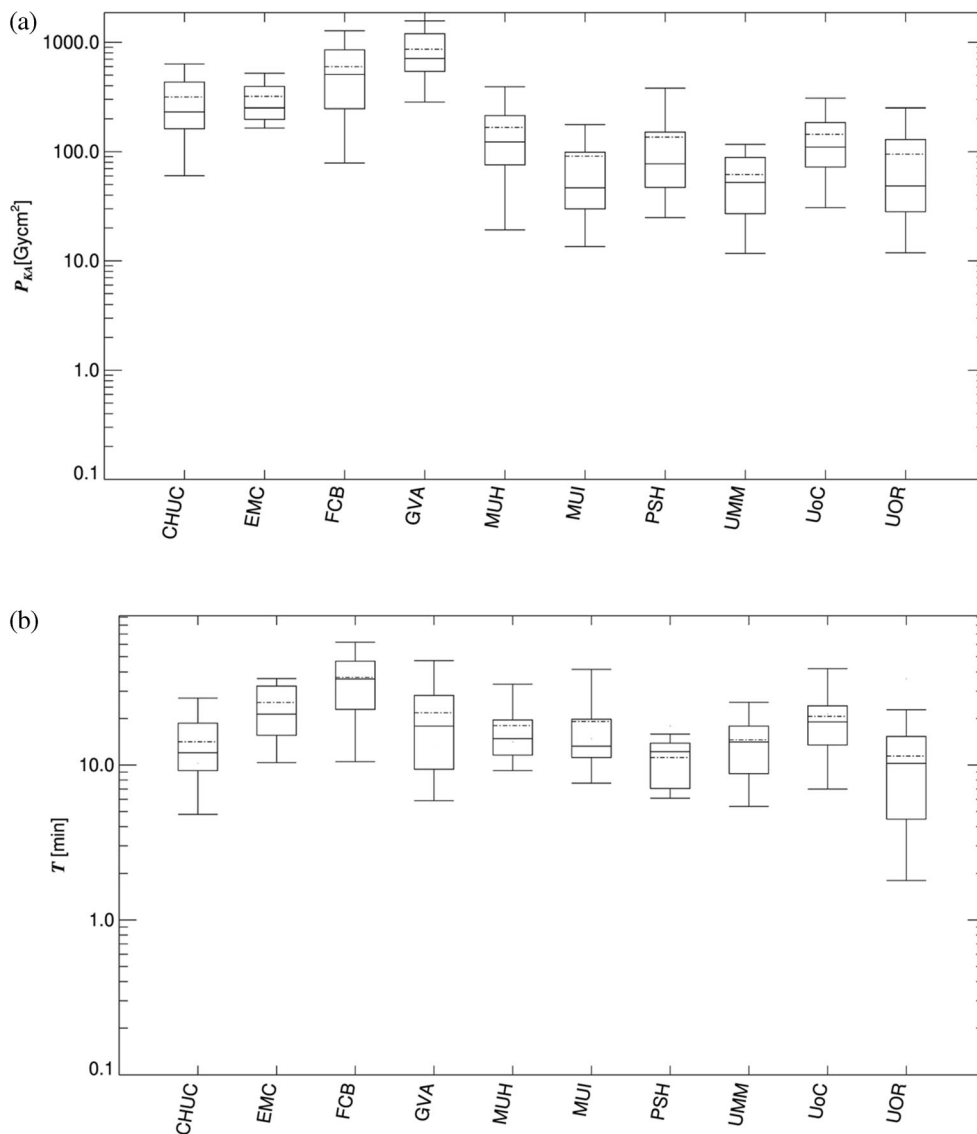 (a)
1000.0
100.0
10.0
1.0
0.1
P_KA [Gycm²]
CHUC
EMC
FCB
GVA
MUH
MUI
PSH
UMM
UoC
UOR
(b)
10.0
1.0
0.1
T [min]
CHUC
EMC
FCB
GVA
MUH
MUI
PSH
UMM
UoC
UOR